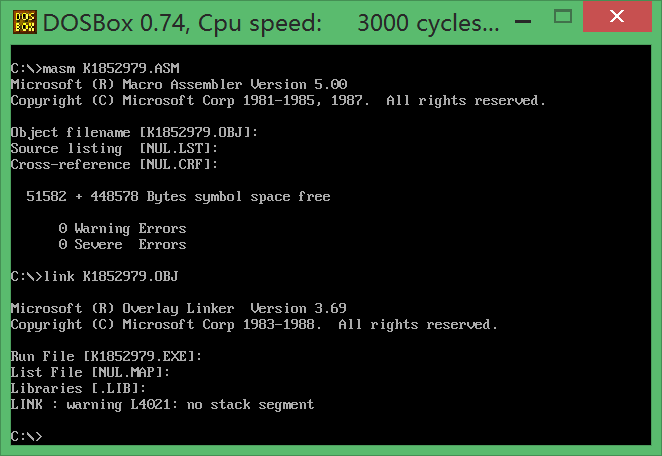 DOS BOX DOSBox 0.74, Cpu speed: 3000 cycles...
C:\>masm K1852979.ASM
Microsoft (R) Macro Assembler Version 5.00
Copyright (C) Microsoft Corp 1981-1985, 1987.  All rights reserved.
Object filename [K1852979.OBJ]:
Source listing  [NUL.LST]:
Cross-reference [NUL.CRF]:
51582 + 448578 Bytes symbol space free
0 Warning Errors
0 Severe  Errors
C:\>link K1852979.OBJ
Microsoft (R) Overlay Linker  Version 3.69
Copyright (C) Microsoft Corp 1983-1988.  All rights reserved.
Run File [K1852979.EXE]:
List File [NUL.MAP]:
Libraries [.LIB]:
LINK : warning L4021: no stack segment
C:\>